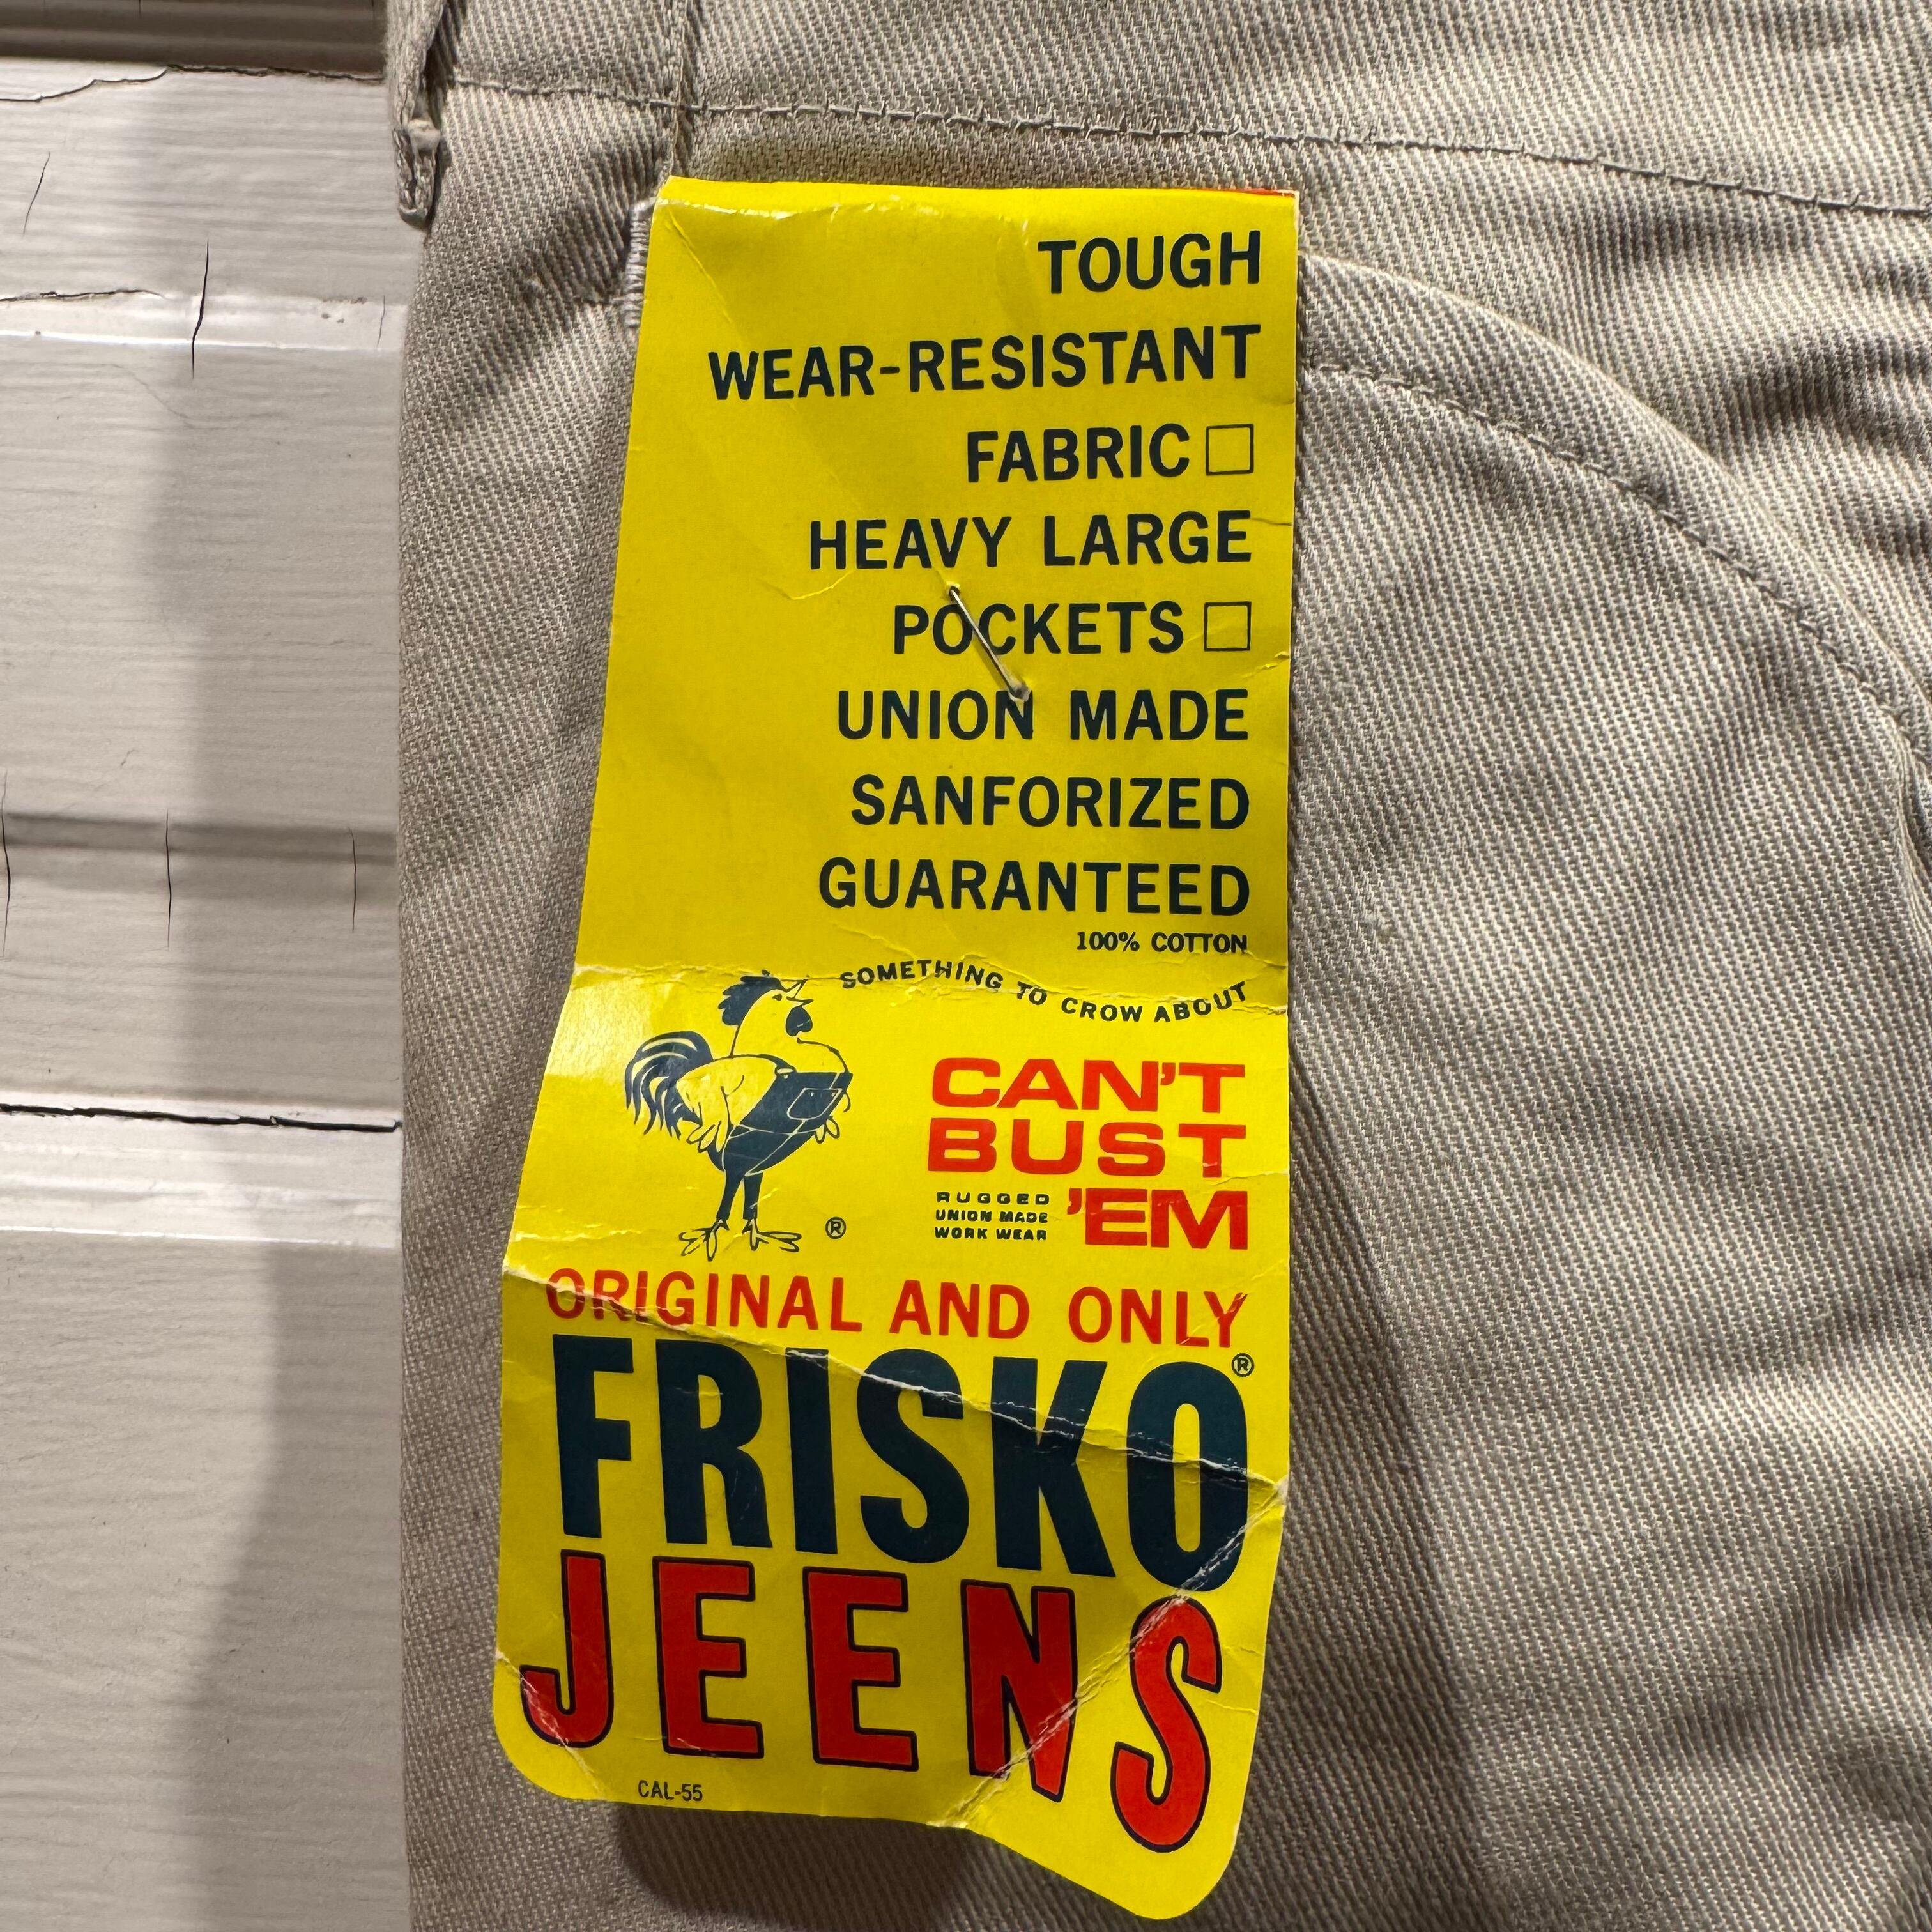 TOUGH
WEAR-RESISTANT
FABRIC
HEAVY LARGE
POCKETS
UNION MADE
SANFORIZED
GUARANTEED
100% COTTON
SOMETHING TO CROW ABOUT
CAN'T
BUST
'EM
RUGGED
UNION MADE
WORK WEAR
®
ORIGINAL AND ONLY
FRISKO®
JEENS
CAL-55